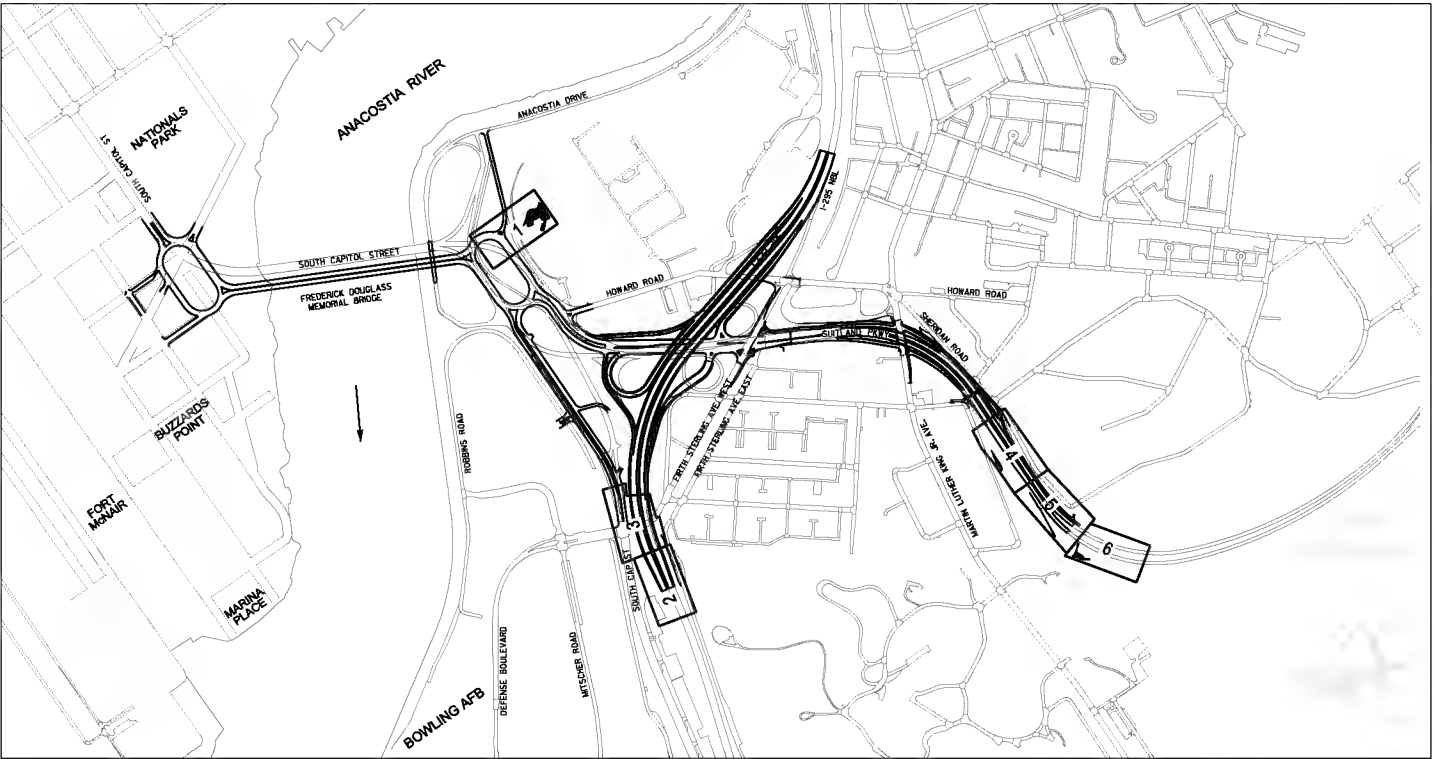 ANACOSTIA RIVER
ANACOSTIA DRIVE
NATIONALS
PARK
SOUTH CAPITOL ST
I-295 NBL
1
SOUTH CAPITOL STREET
FREDERICK DOUGLASS
MEMORIAL BRIDGE
HOWARD ROAD
HOWARD ROAD
SUITLAND PKWY
SHERIDAN ROAD
BUZZARDS
POINT
ROBBINS ROAD
FIRTH STERLING AVE WEST
FIRTH STERLING AVE EAST
MARTIN LUTHER KING JR. AVE.
4
5
6
FORT
McNAIR
3
2
SOUTH CAP ST
MARINA
PLACE
DEFENSE BOULEVARD
MITSCHER ROAD
BOWLING AFB